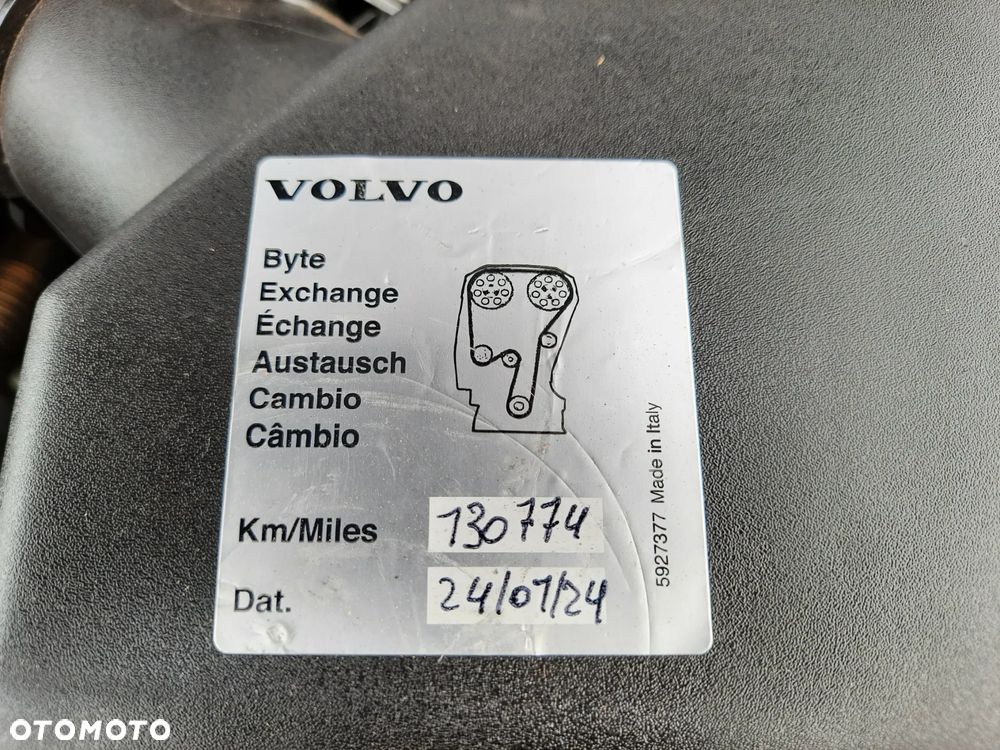 VOLVO
Byte
Exchange
Échange
Austausch
Cambio
Câmbio
Km/Miles 130774
Dat. 24/07/24
5927377 Made in Italy
OTOMOTO